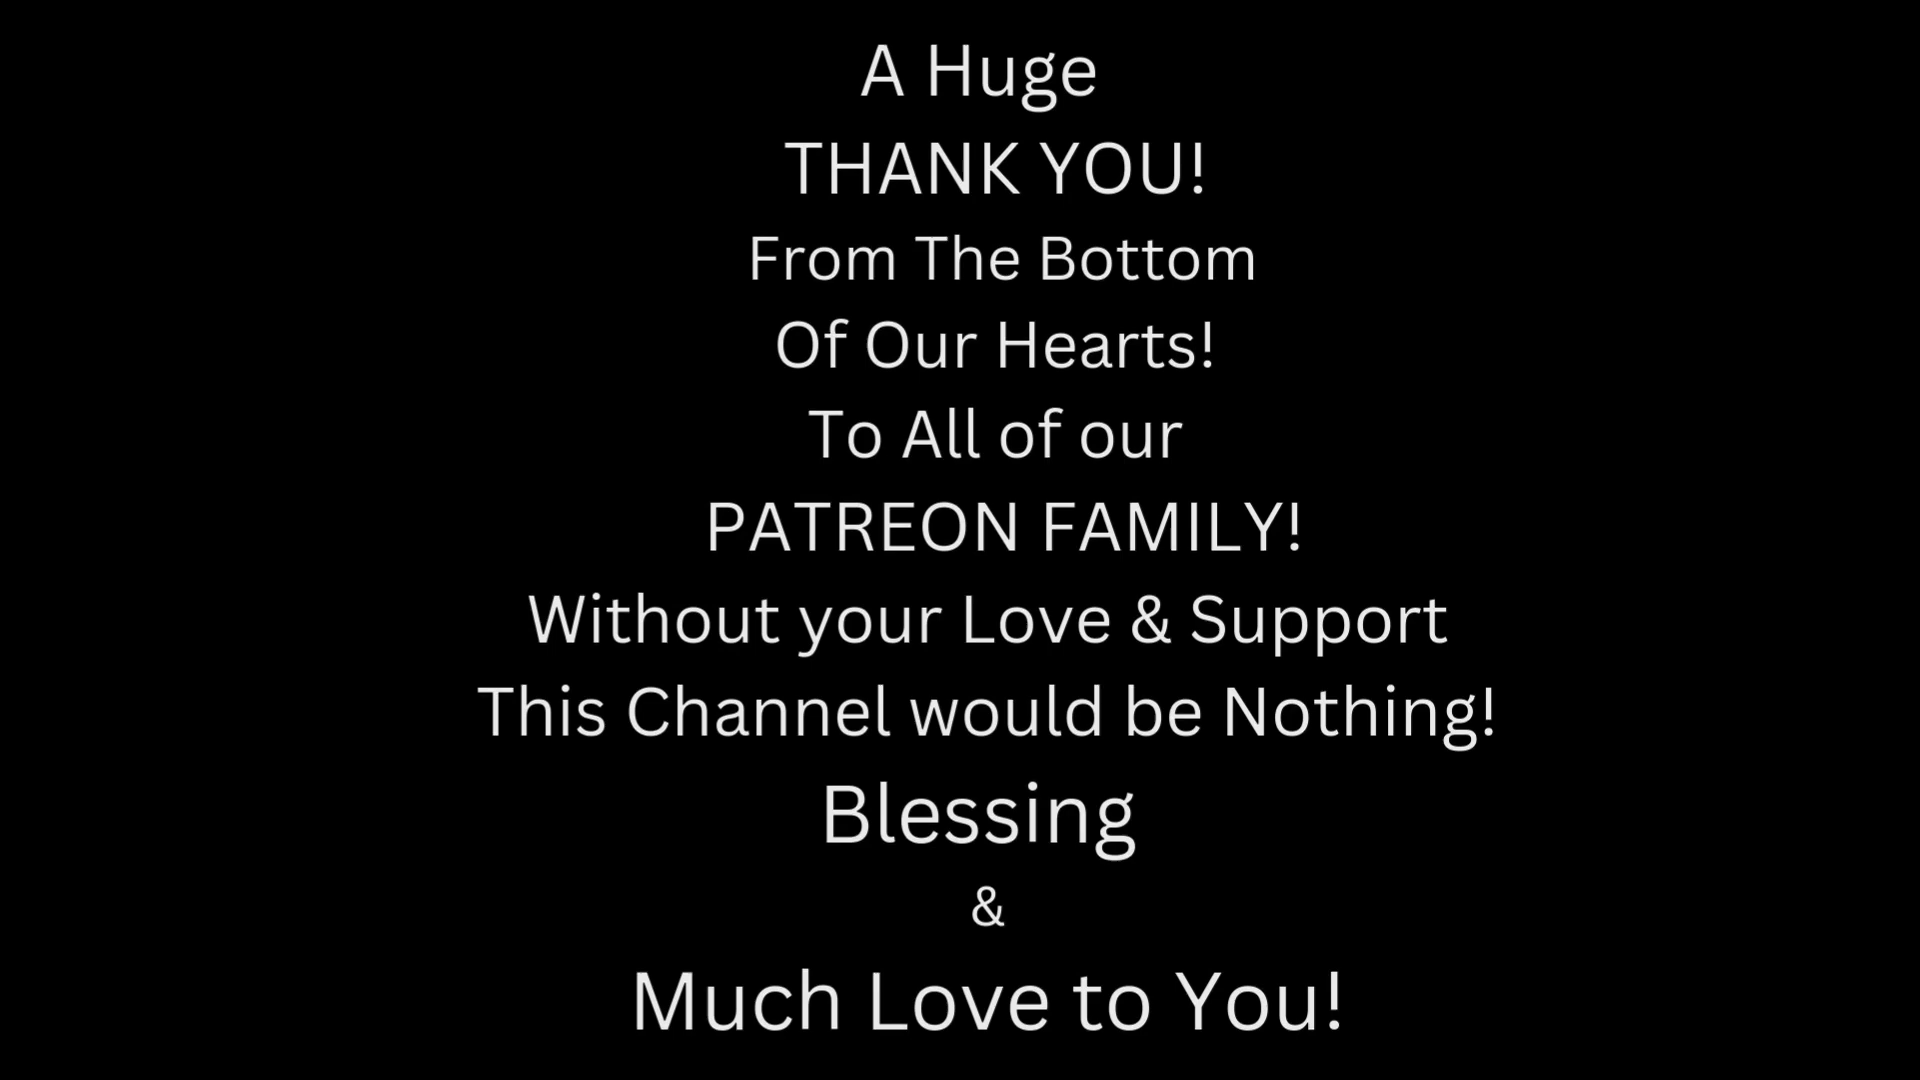 A Huge
THANK YOU!
From The Bottom
Of Our Hearts!
To All of our
PATREON FAMILY!
Without your Love & Support
This Channel would be Nothing!
Blessing
&
Much Love to You!